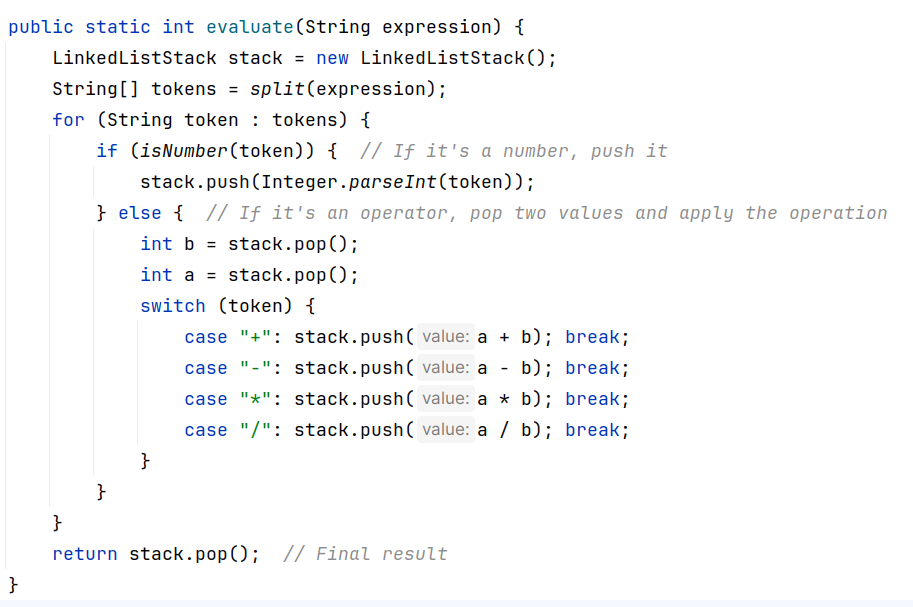 public static int evaluate(String expression) {
    LinkedListStack stack = new LinkedListStack();
    String[] tokens = split(expression);
    for (String token : tokens) {
        if (isNumber(token)) {  // If it's a number, push it
            stack.push(Integer.parseInt(token));
        } else {  // If it's an operator, pop two values and apply the operation
            int b = stack.pop();
            int a = stack.pop();
            switch (token) {
                case "+": stack.push( value: a + b); break;
                case "-": stack.push( value: a - b); break;
                case "*": stack.push( value: a * b); break;
                case "/": stack.push( value: a / b); break;
            }
        }
    }
    return stack.pop();  // Final result
}